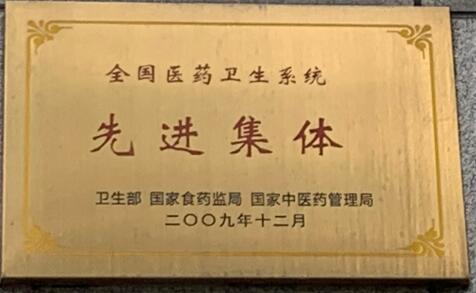 全国医药卫生系统
先进集体
卫生部 国家食药监局 国家中医药管理局
二〇〇九年十二月